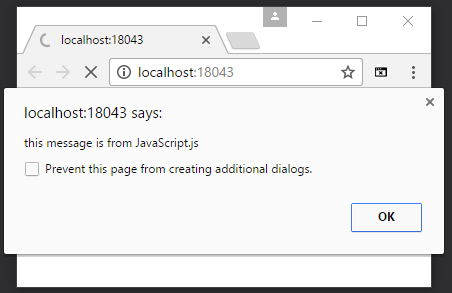 localhost:18043
localhost:18043
localhost:18043 says:
this message is from JavaScript.js
Prevent this page from creating additional dialogs.
OK